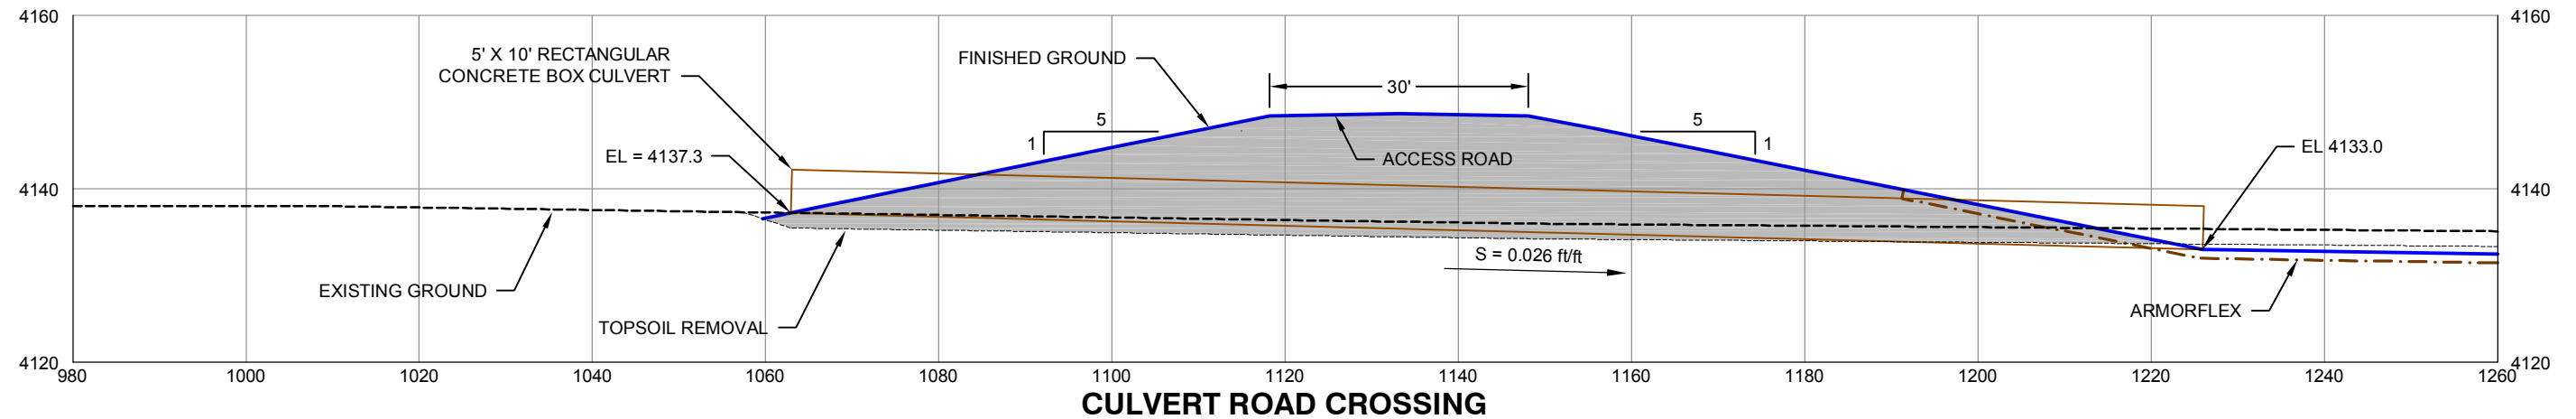 4160
4160
5' X 10' RECTANGULAR
CONCRETE BOX CULVERT
FINISHED GROUND
30'
5
1
5
1
EL = 4137.3
ACCESS ROAD
EL 4133.0
4140
4140
S = 0.026 ft/ft
EXISTING GROUND
TOPSOIL REMOVAL
ARMORFLEX
4120
4120
980 1000 1020 1040 1060 1080 1100 1120 1140 1160 1180 1200 1220 1240 1260
CULVERT ROAD CROSSING